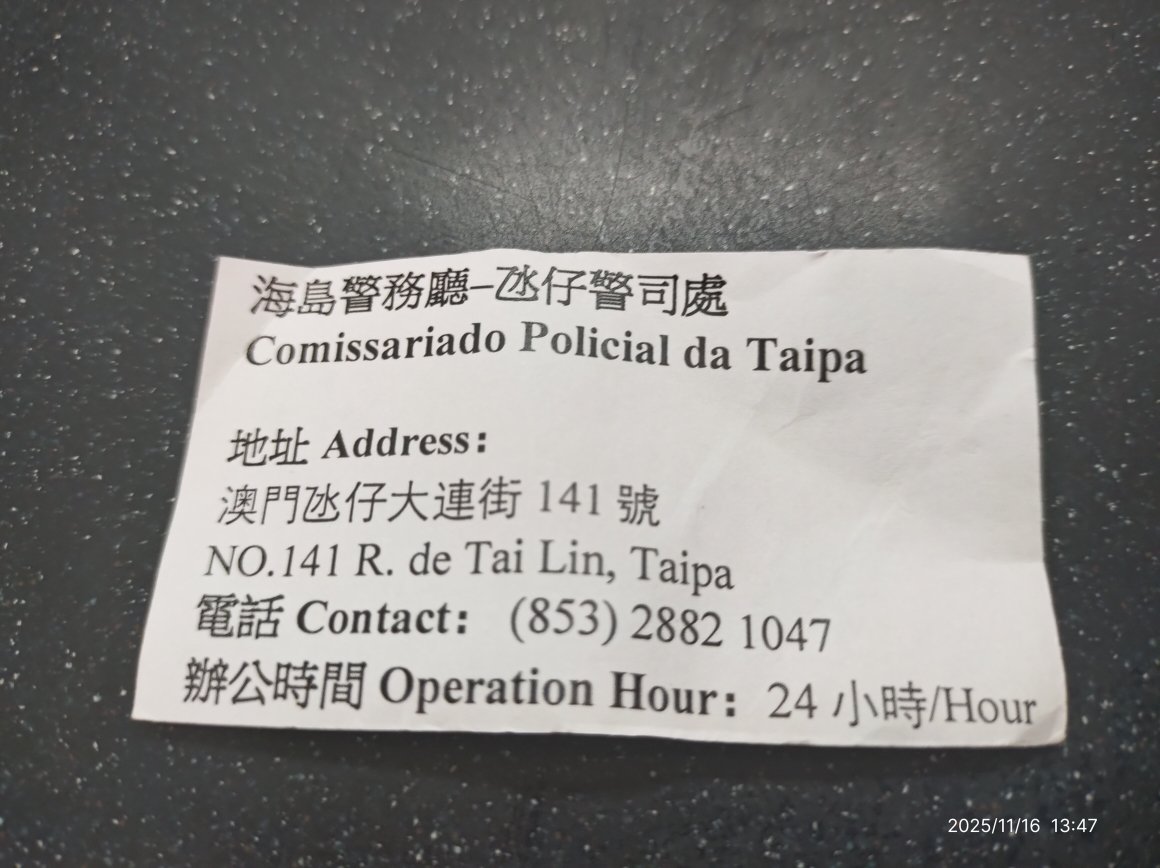 海島警務廳-氹仔警司處
Comissariado Policial da Taipa
地址 Address：
澳門氹仔大連街 141 號
NO.141 R. de Tai Lin, Taipa
電話 Contact： (853) 2882 1047
辦公時間 Operation Hour： 24 小時/Hour
2025/11/16 13:47